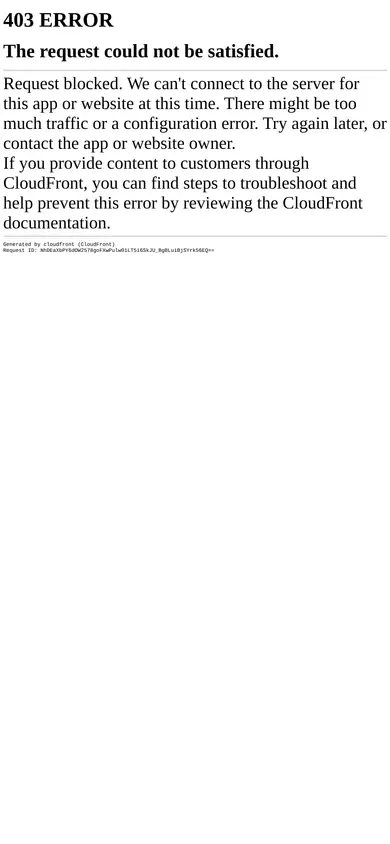 403 ERROR
The request could not be satisfied.
Request blocked. We can't connect to the server for
this app or website at this time. There might be too
much traffic or a configuration error. Try again later, or
contact the app or website owner.
If you provide content to customers through
CloudFront, you can find steps to troubleshoot and
help prevent this error by reviewing the CloudFront
documentation.
Generated by cloudfront (CloudFront)
Request ID: